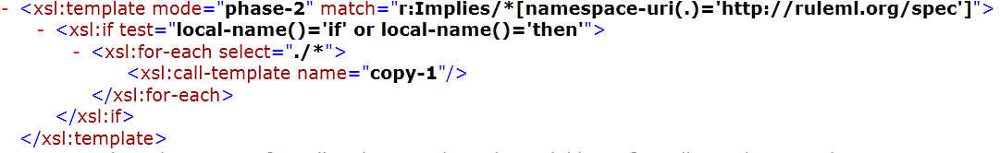 - <xsl:template mode="phase-2" match="r:Implies/*[namespace-uri(.)='http://ruleml.org/spec']">
- <xsl:if test="local-name()='if' or local-name()='then'">
- <xsl:for-each select="./*">
<xsl:call-template name="copy-1"/>
</xsl:for-each>
</xsl:if>
</xsl:template>